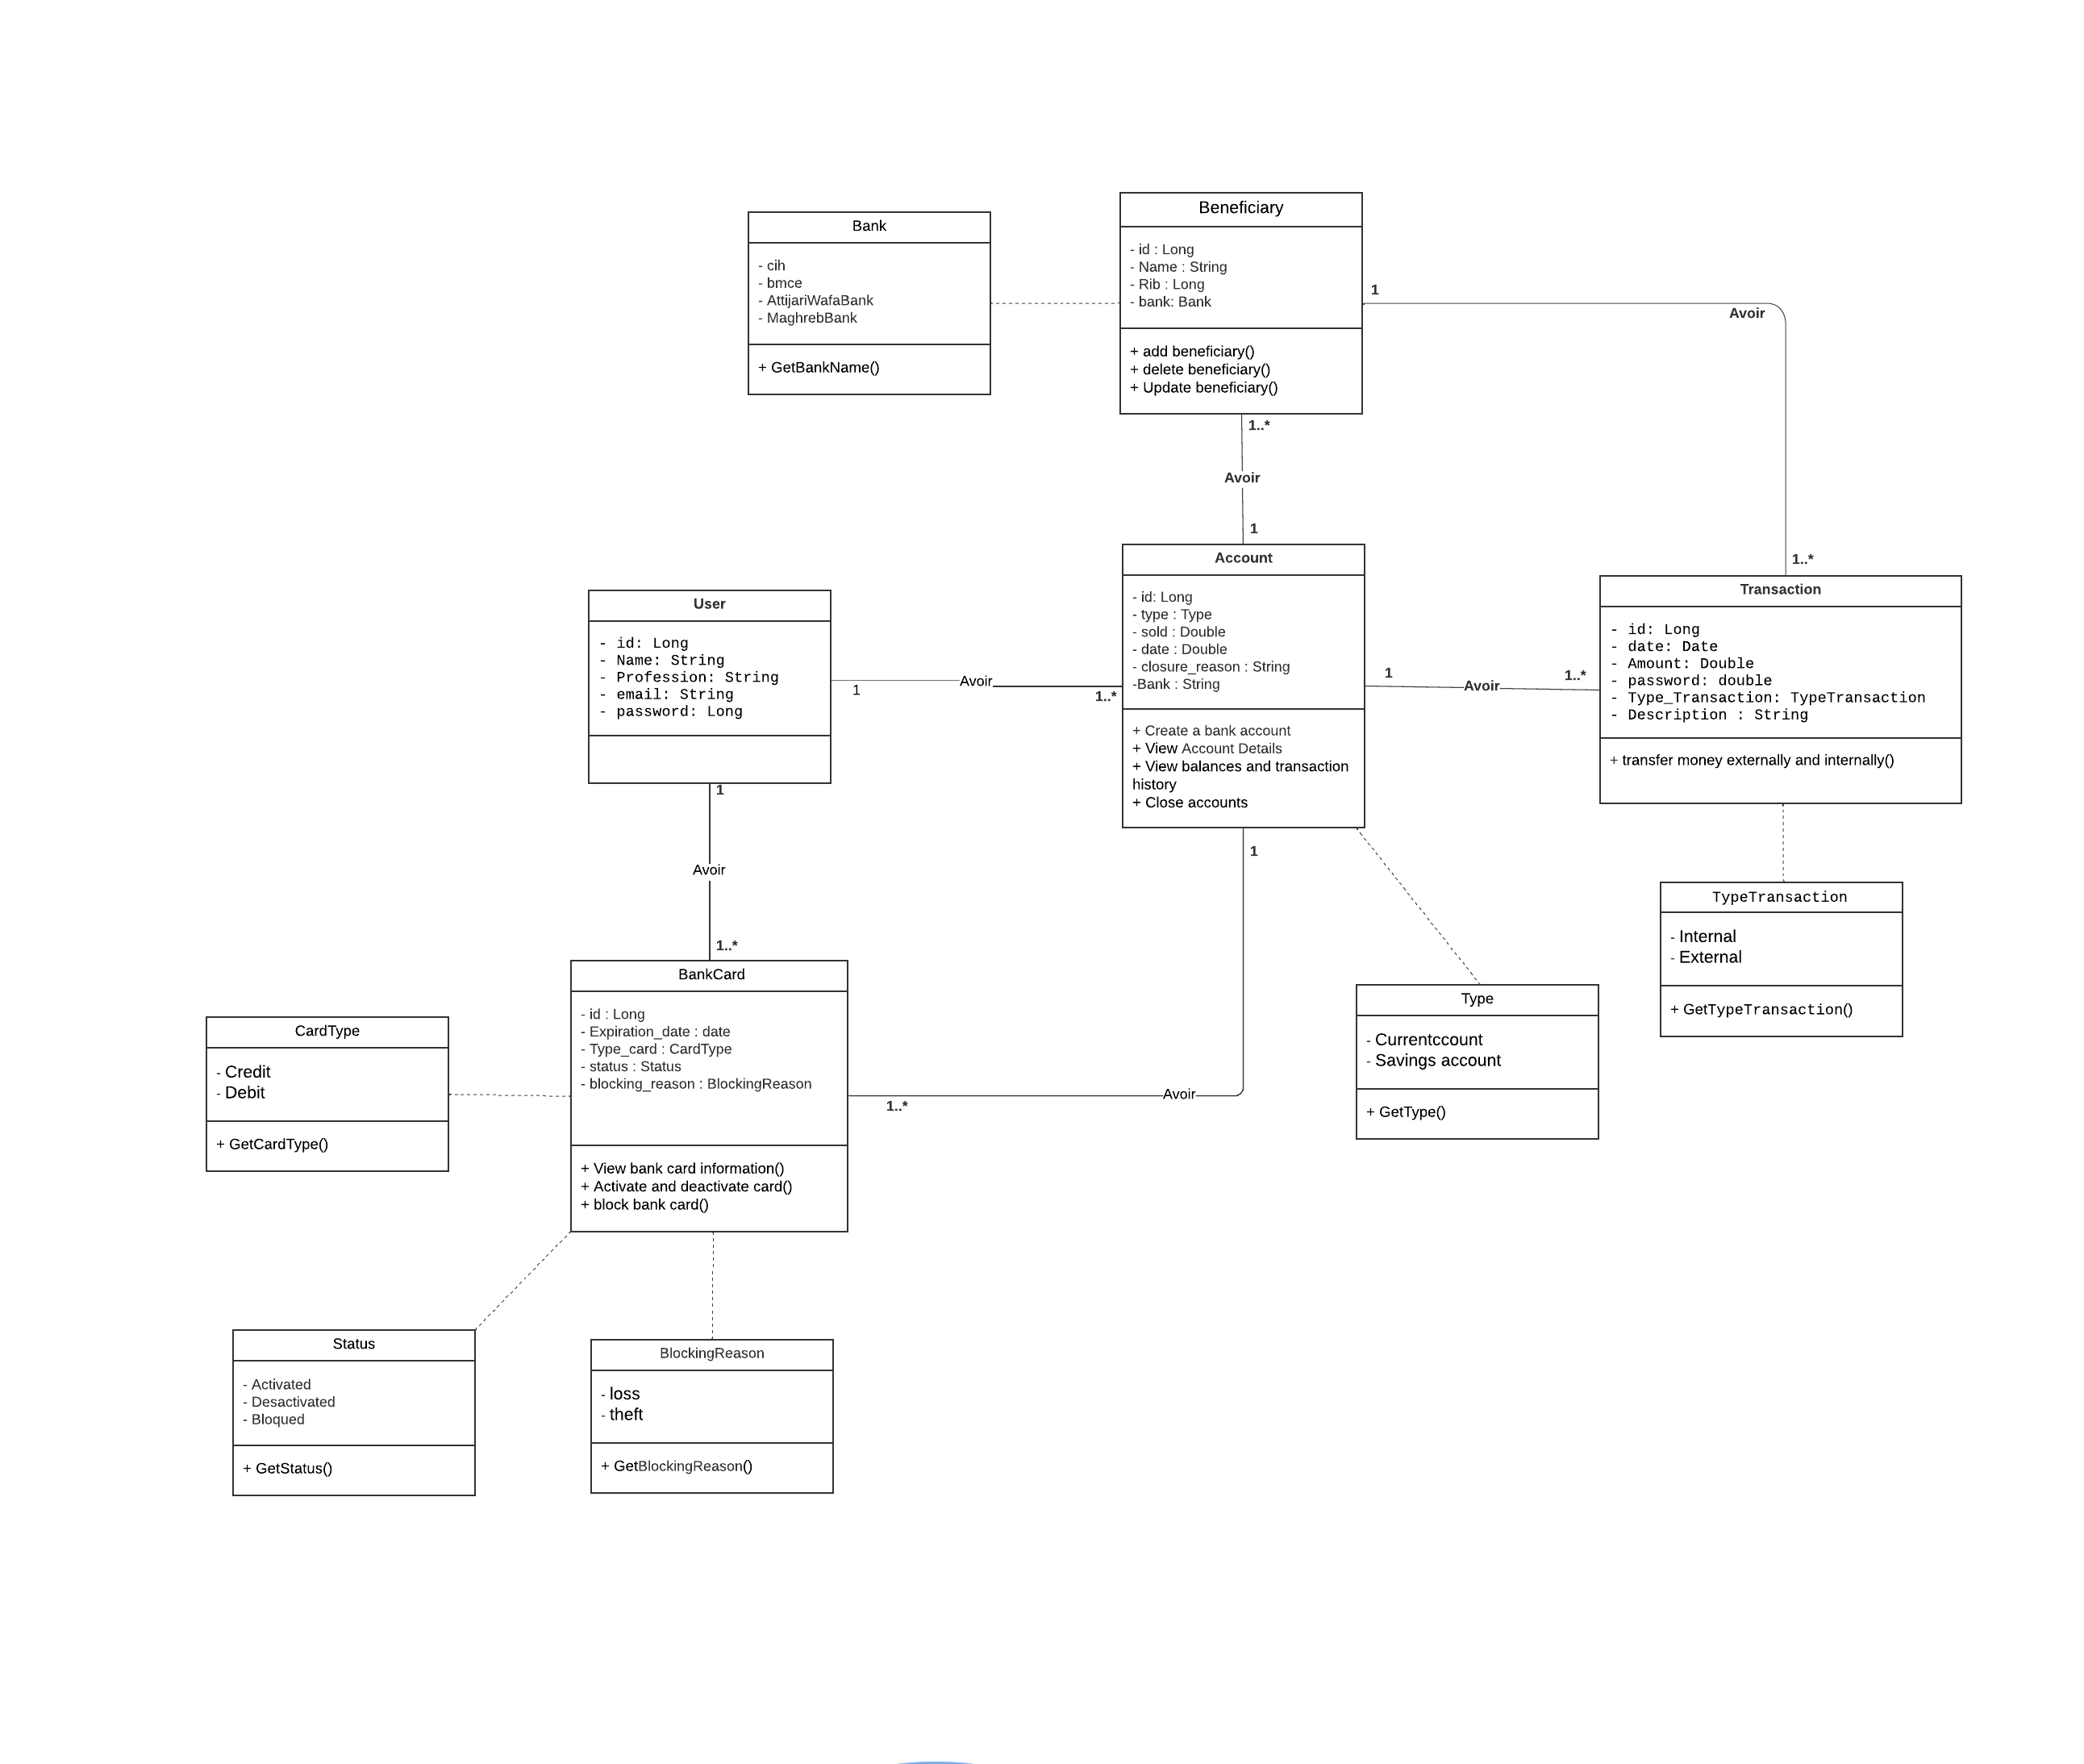 Bank
- cih
- bmce
- AttijariWafaBank
- MaghrebBank
+ GetBankName()
Beneficiary
- id : Long
- Name : String
- Rib : Long
- bank: Bank
+ add beneficiary()
+ delete beneficiary()
+ Update beneficiary()
1
Avoir
1..*
1..*
Avoir
1
User
- id: Long
- Name: String
- Profession: String
- email: String
- password: Long
1
Avoir
1..*
Account
- id: Long
- type : Type
- sold : Double
- date : Double
- closure_reason : String
-Bank : String
+ Create a bank account
+ View Account Details
+ View balances and transaction
history
+ Close accounts
1
Avoir
1..*
Transaction
- id: Long
- date: Date
- Amount: Double
- password: double
- Type_Transaction: TypeTransaction
- Description : String
+ transfer money externally and internally()
1
Avoir
1..*
1
TypeTransaction
- Internal
- External
+ GetTypeTransaction()
BankCard
- id : Long
- Expiration_date : date
- Type_card : CardType
- status : Status
- blocking_reason : BlockingReason
+ View bank card information()
+ Activate and deactivate card()
+ block bank card()
1..*
Avoir
Type
- Currentccount
- Savings account
+ GetType()
CardType
- Credit
- Debit
+ GetCardType()
Status
- Activated
- Desactivated
- Bloqued
+ GetStatus()
BlockingReason
- loss
- theft
+ GetBlockingReason()